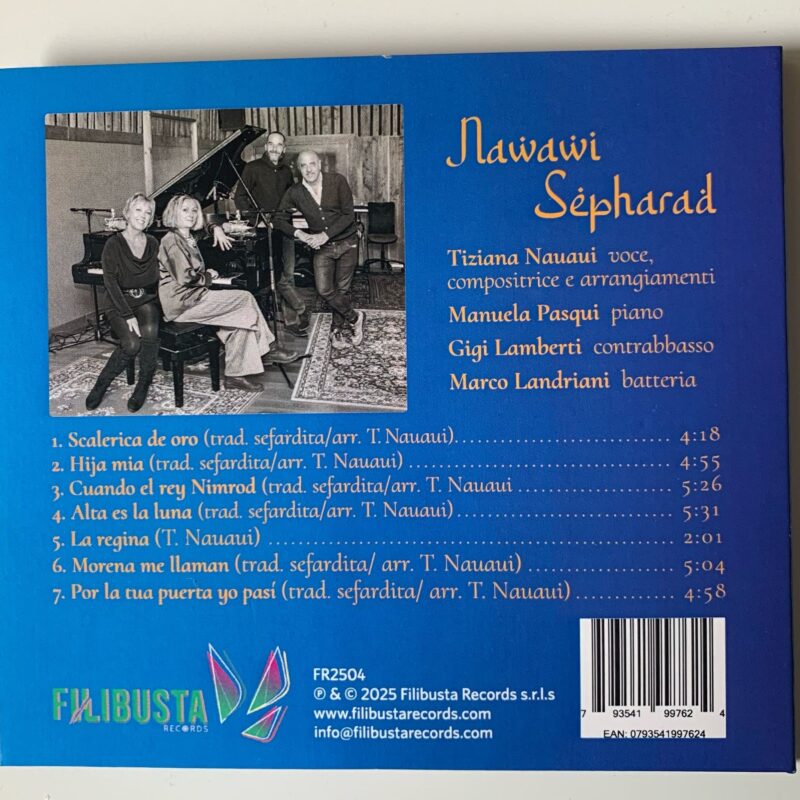 Nawawi
Sepharad
Tiziana Nauaui voce,
compositrice e arrangiamenti
Manuela Pasqui piano
Gigi Lamberti contrabbasso
Marco Landriani batteria
1. Scalerica de oro (trad. sefardita/arr. T. Nauaui)........................... 4:18
2. Hija mia (trad. sefardita/arr. T. Nauaui) ................................. 4:55
3. Cuando el rey Nimrod (trad. sefardita/arr. T. Nauaui ................... 5:26
4. Alta es la luna (trad. sefardita/arr. T. Nauaui)........................... 5:31
5. La regina (T. Nauaui) .................................................. 2:01
6. Morena me llaman (trad. sefardita/ arr. T. Nauaui) .................. 5:04
7. Por la tua puerta yo pasí (trad. sefardita/ arr. T. Nauaui) ............. 4:58
FILIBUSTA
RECORDS
FR2504
℗ & © 2025 Filibusta Records s.r.l.s
www.filibustarecords.com
info@filibustarecords.com
7 93541 99762 4
EAN: 0793541997624